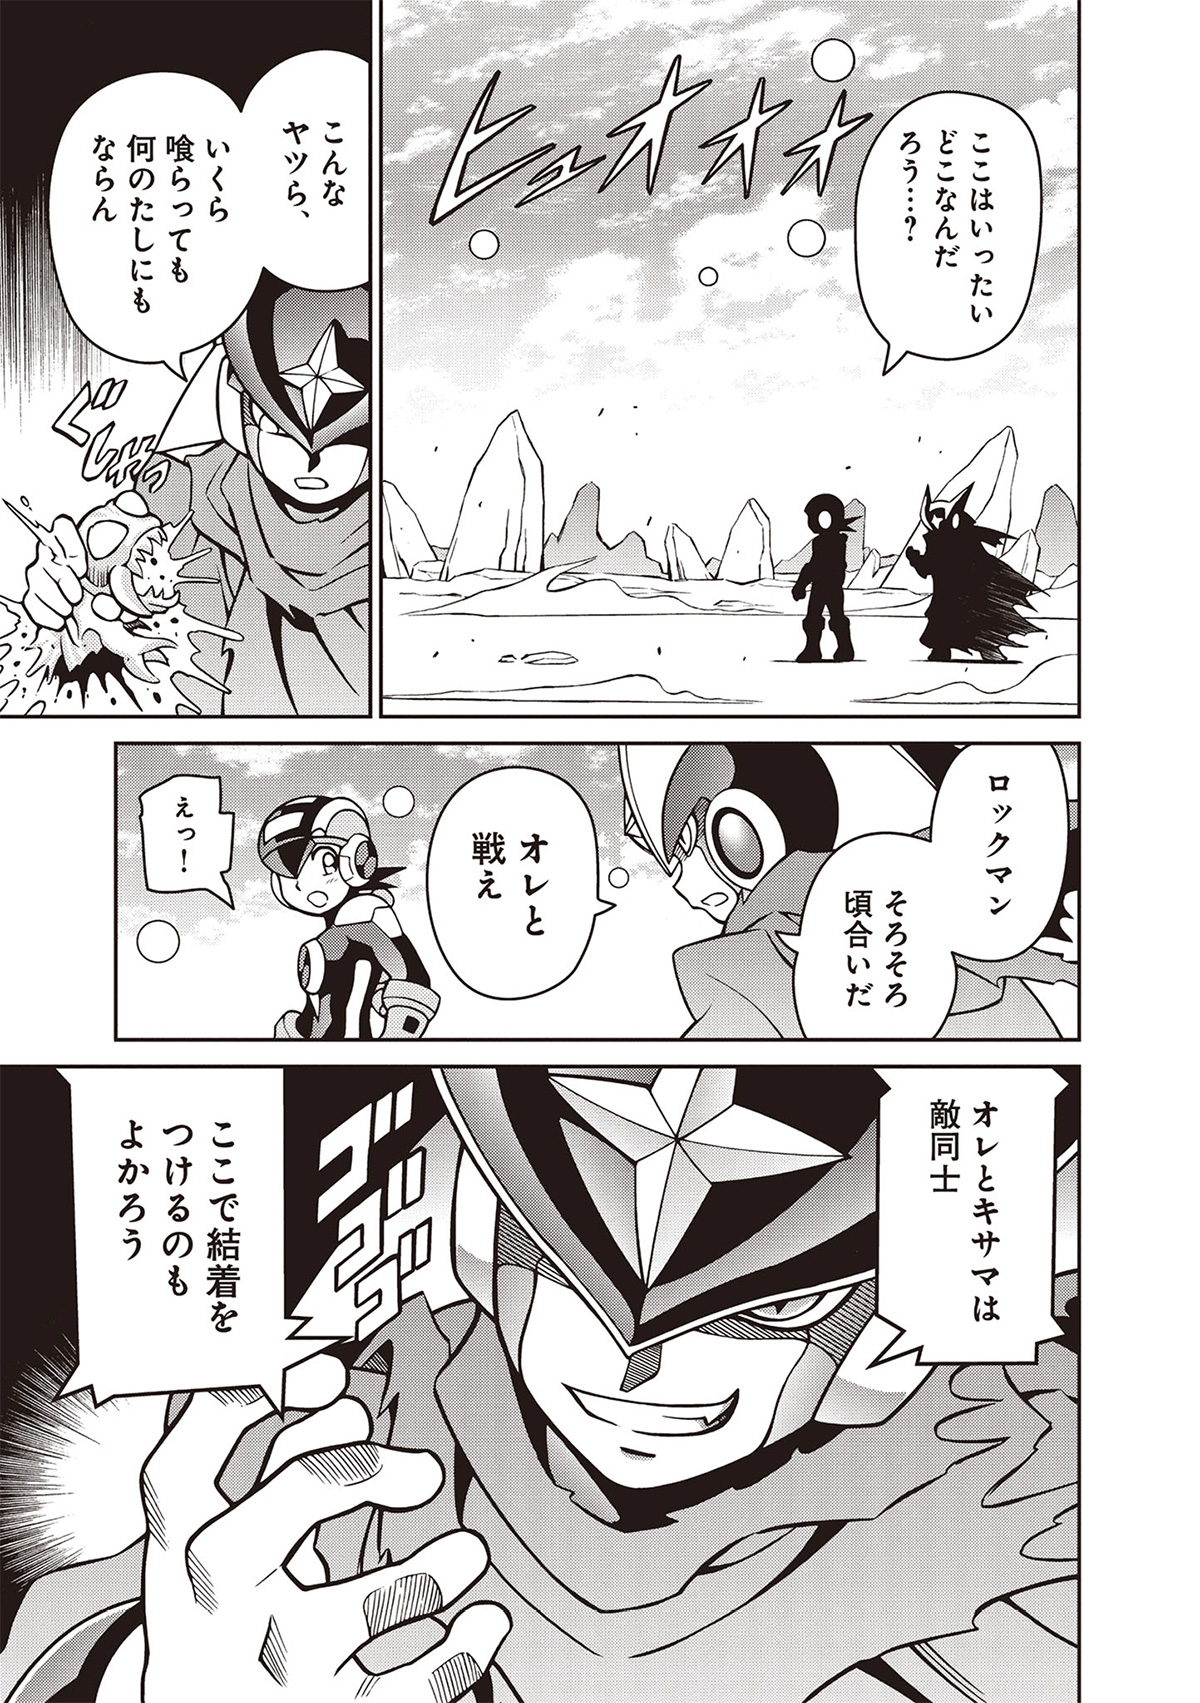 ここはいったい
どこなんだ
ろう…?
ヒュオオオ
こんな
ヤツら、
いくら
喰らっても
何のたしにも
ならん
ぐしゃっ
ロックマン
そろそろ
頃合いだ
オレと
戦え
えっ!
オレとキサマは
敵同士
ここで結着を
つけるのも
よかろう
ゴゴゴゴ